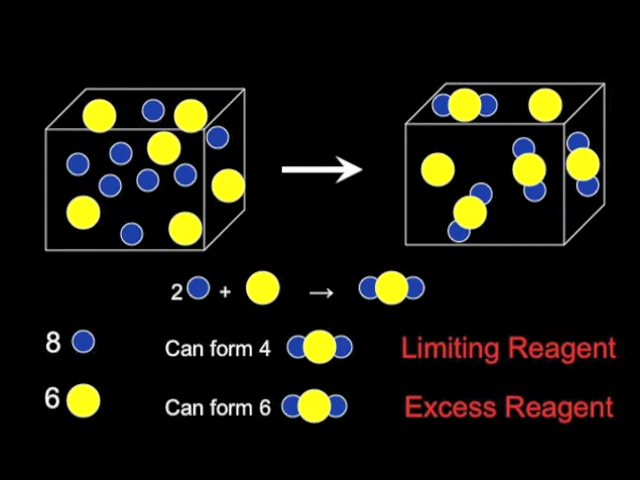 2 + →
8 Can form 4 Limiting Reagent
6 Can form 6 Excess Reagent